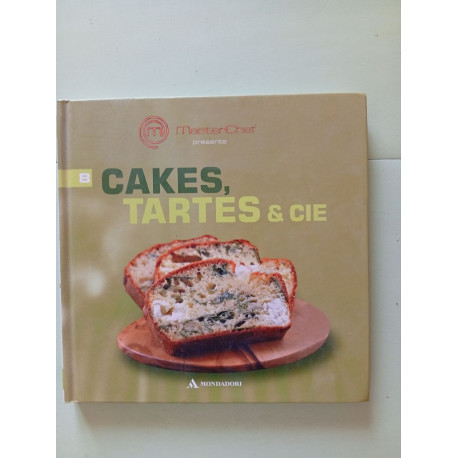 MasterChef
présente
8
CAKES,
TARTES & CIE
A MONDADORI